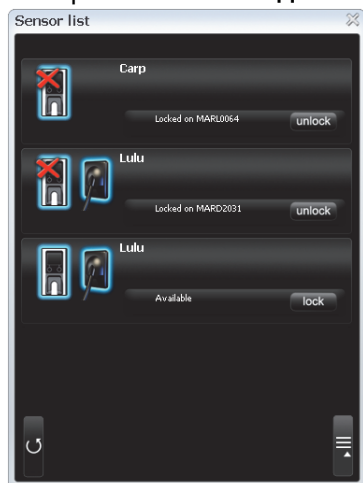 Sensor list
Carp
Locked on MARL0064
unlock
Lulu
Locked on MARD2031
unlock
Lulu
Available
lock